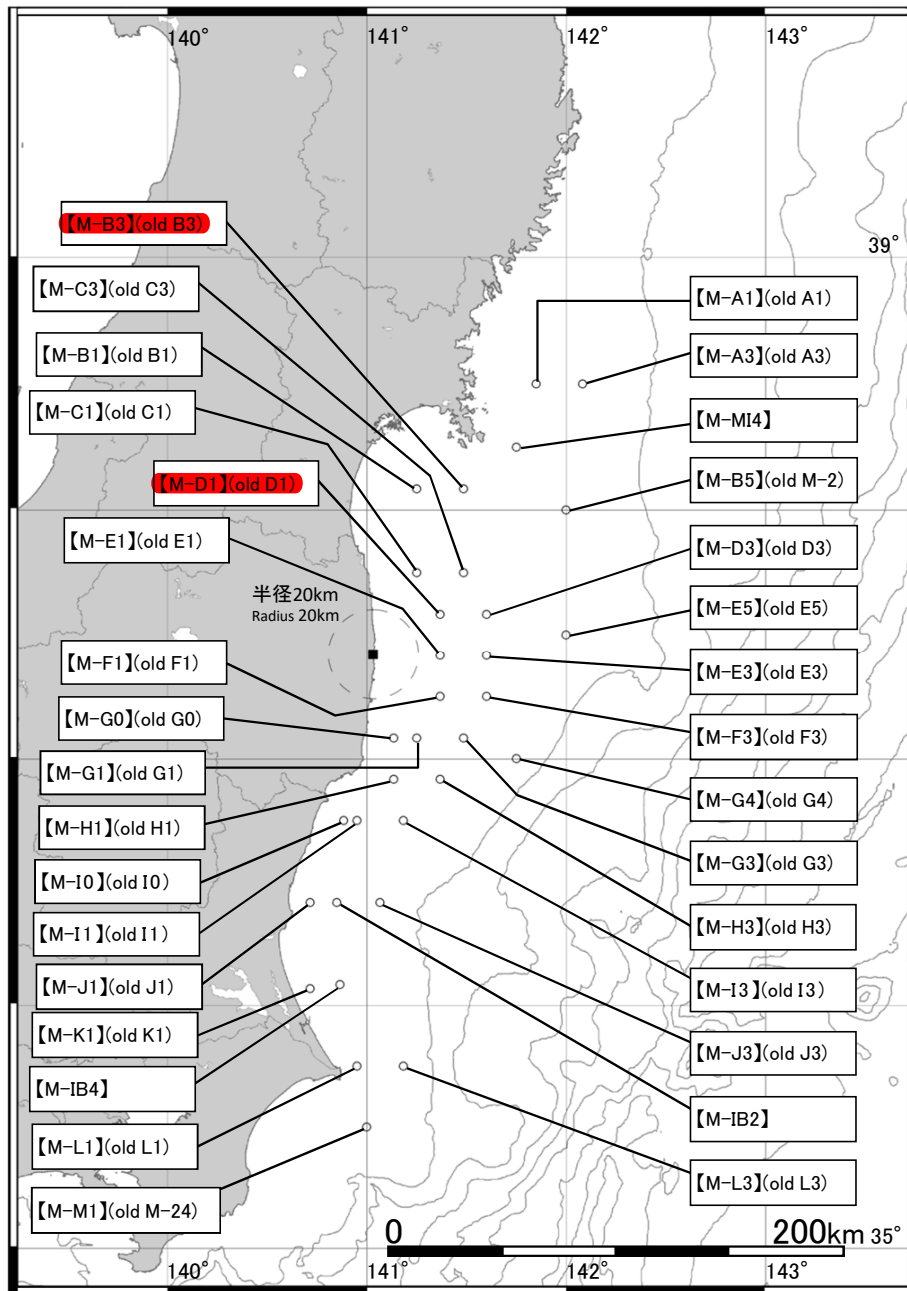 140°
141°
142°
143°
39°
【M-B3】(old B3)
【M-C3】(old C3)
【M-B1】(old B1)
【M-C1】(old C1)
【M-D1】(old D1)
【M-E1】(old E1)
半径20km
Radius 20km
【M-F1】(old F1)
【M-G0】(old G0)
【M-G1】(old G1)
【M-H1】(old H1)
【M-I0】(old I0)
【M-I1】(old I1)
【M-J1】(old J1)
【M-K1】(old K1)
【M-IB4】
【M-L1】(old L1)
【M-M1】(old M-24)
【M-A1】(old A1)
【M-A3】(old A3)
【M-MI4】
【M-B5】(old M-2)
【M-D3】(old D3)
【M-E5】(old E5)
【M-E3】(old E3)
【M-F3】(old F3)
【M-G4】(old G4)
【M-G3】(old G3)
【M-H3】(old H3)
【M-I3】(old I3)
【M-J3】(old J3)
【M-IB2】
【M-L3】(old L3)
0 200km 35°
140°
141°
142°
143°